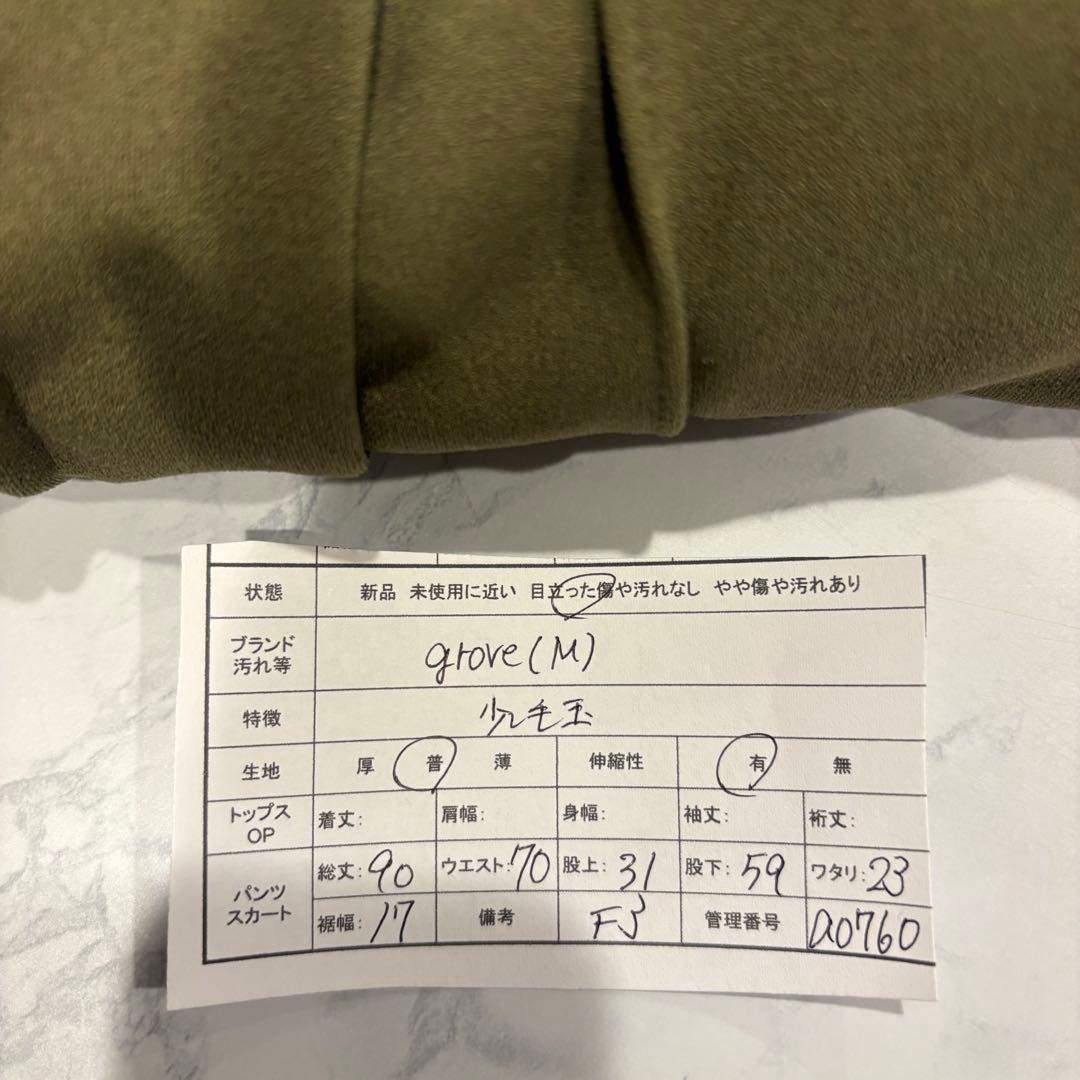 状態 新品 未使用に近い 目立った傷や汚れなし やや傷や汚れあり
ブランド
汚れ等
grove(M)
特徴 少し毛玉
生地 厚 普 薄 伸縮性 有 無
トップス
OP
着丈: 肩幅: 身幅: 袖丈: 裄丈:
パンツ
スカート
総丈:90 ウエスト:70 股上:31 股下:59 ワタリ:23
裾幅:17 備考 管理番号 a0760